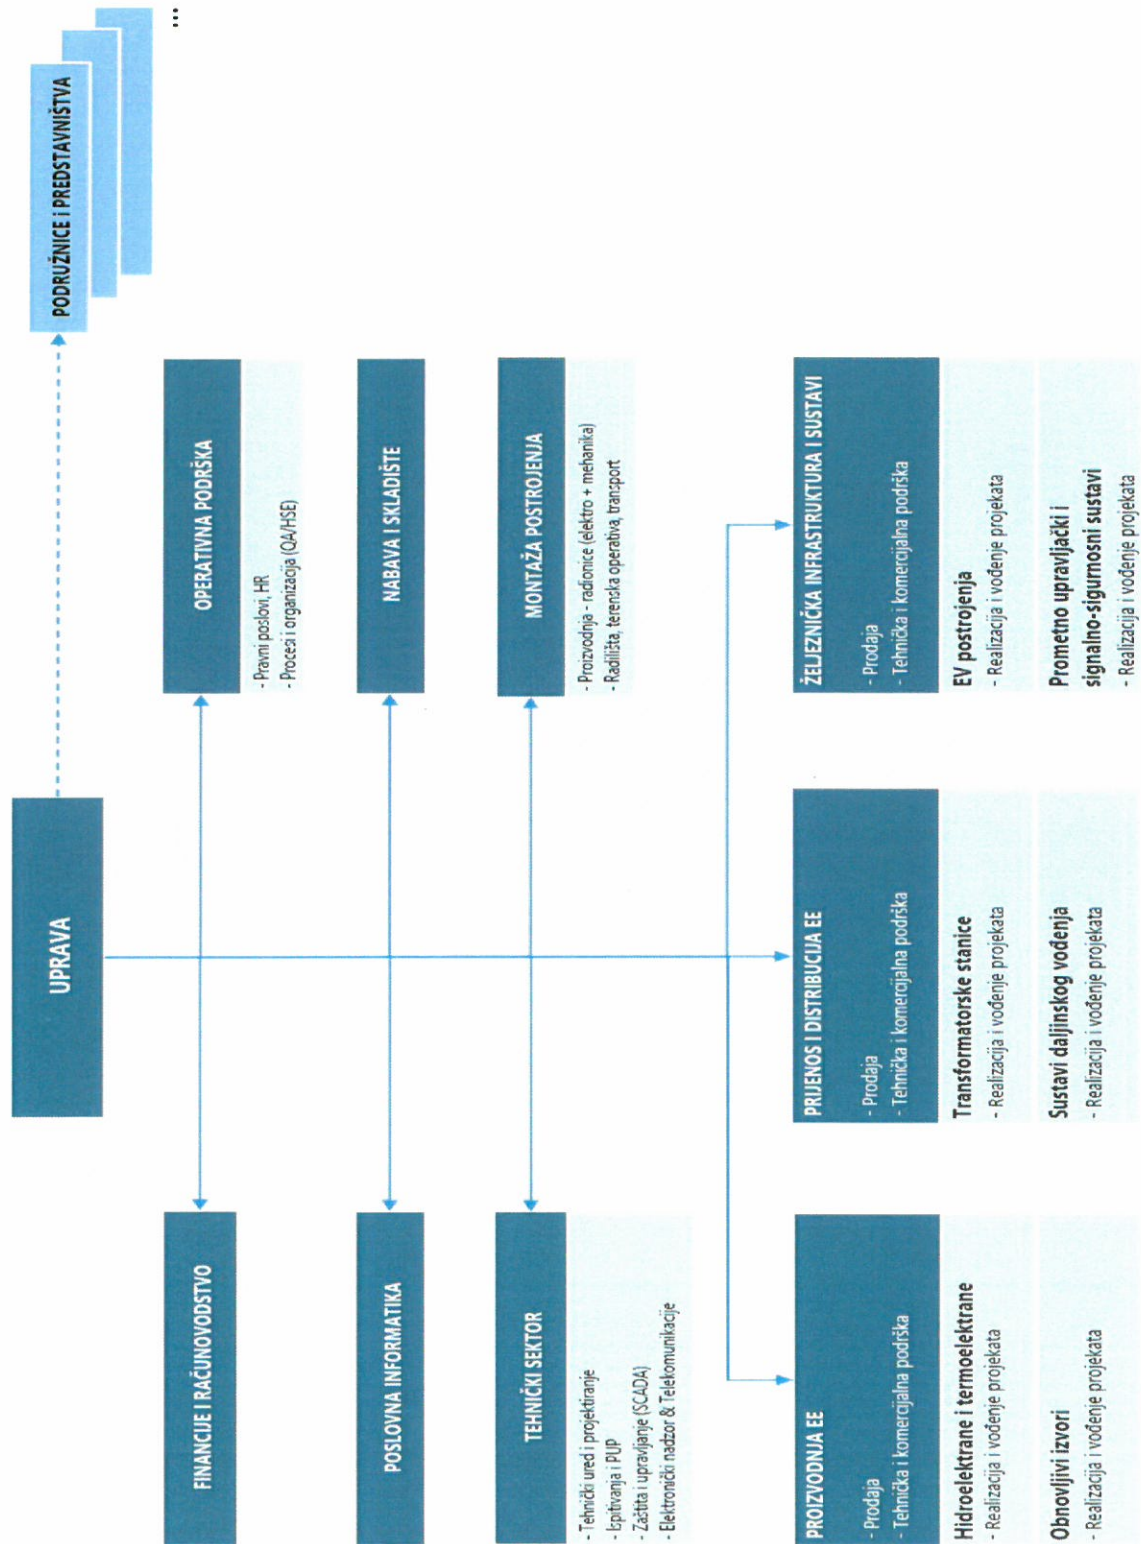 UPRAVA
PODRUŽNICE i PREDSTAVNIŠTVA
...
FINANCIJE I RAČUNOVODSTVO
OPERATIVNA PODRŠKA
- Pravni poslovi, HR
- Procesi i organizacija (QA/HSE)
POSLOVNA INFORMATIKA
NABAVA I SKLADIŠTE
TEHNIČKI SEKTOR
- Tehnički ured i projektiranje
- Ispitivanja i PUP
- Zaštita i upravljanje (SCADA)
- Elektronički nadzor & Telekomunikacije
MONTAŽA POSTROJENJA
- Proizvodnja - radionice (elektro + mehanika)
- Radilišta, terenska operativa, transport
PROIZVODNJA EE
- Prodaja
- Tehnička i komercijalna podrška
Hidroelektrane i termoelektrane
- Realizacija i vođenje projekata
Obnovljivi izvori
- Realizacija i vođenje projekata
PRIJENOS I DISTRIBUCIJA EE
- Prodaja
- Tehnička i komercijalna podrška
Transformatorske stanice
- Realizacija i vođenje projekata
Sustavi daljinskog vođenja
- Realizacija i vođenje projekata
ŽELJEZNIČKA INFRASTRUKTURA I SUSTAVI
- Prodaja
- Tehnička i komercijalna podrška
EV postrojenja
- Realizacija i vođenje projekata
Prometno upravljački i
signalno-sigurnosni sustavi
- Realizacija i vođenje projekata